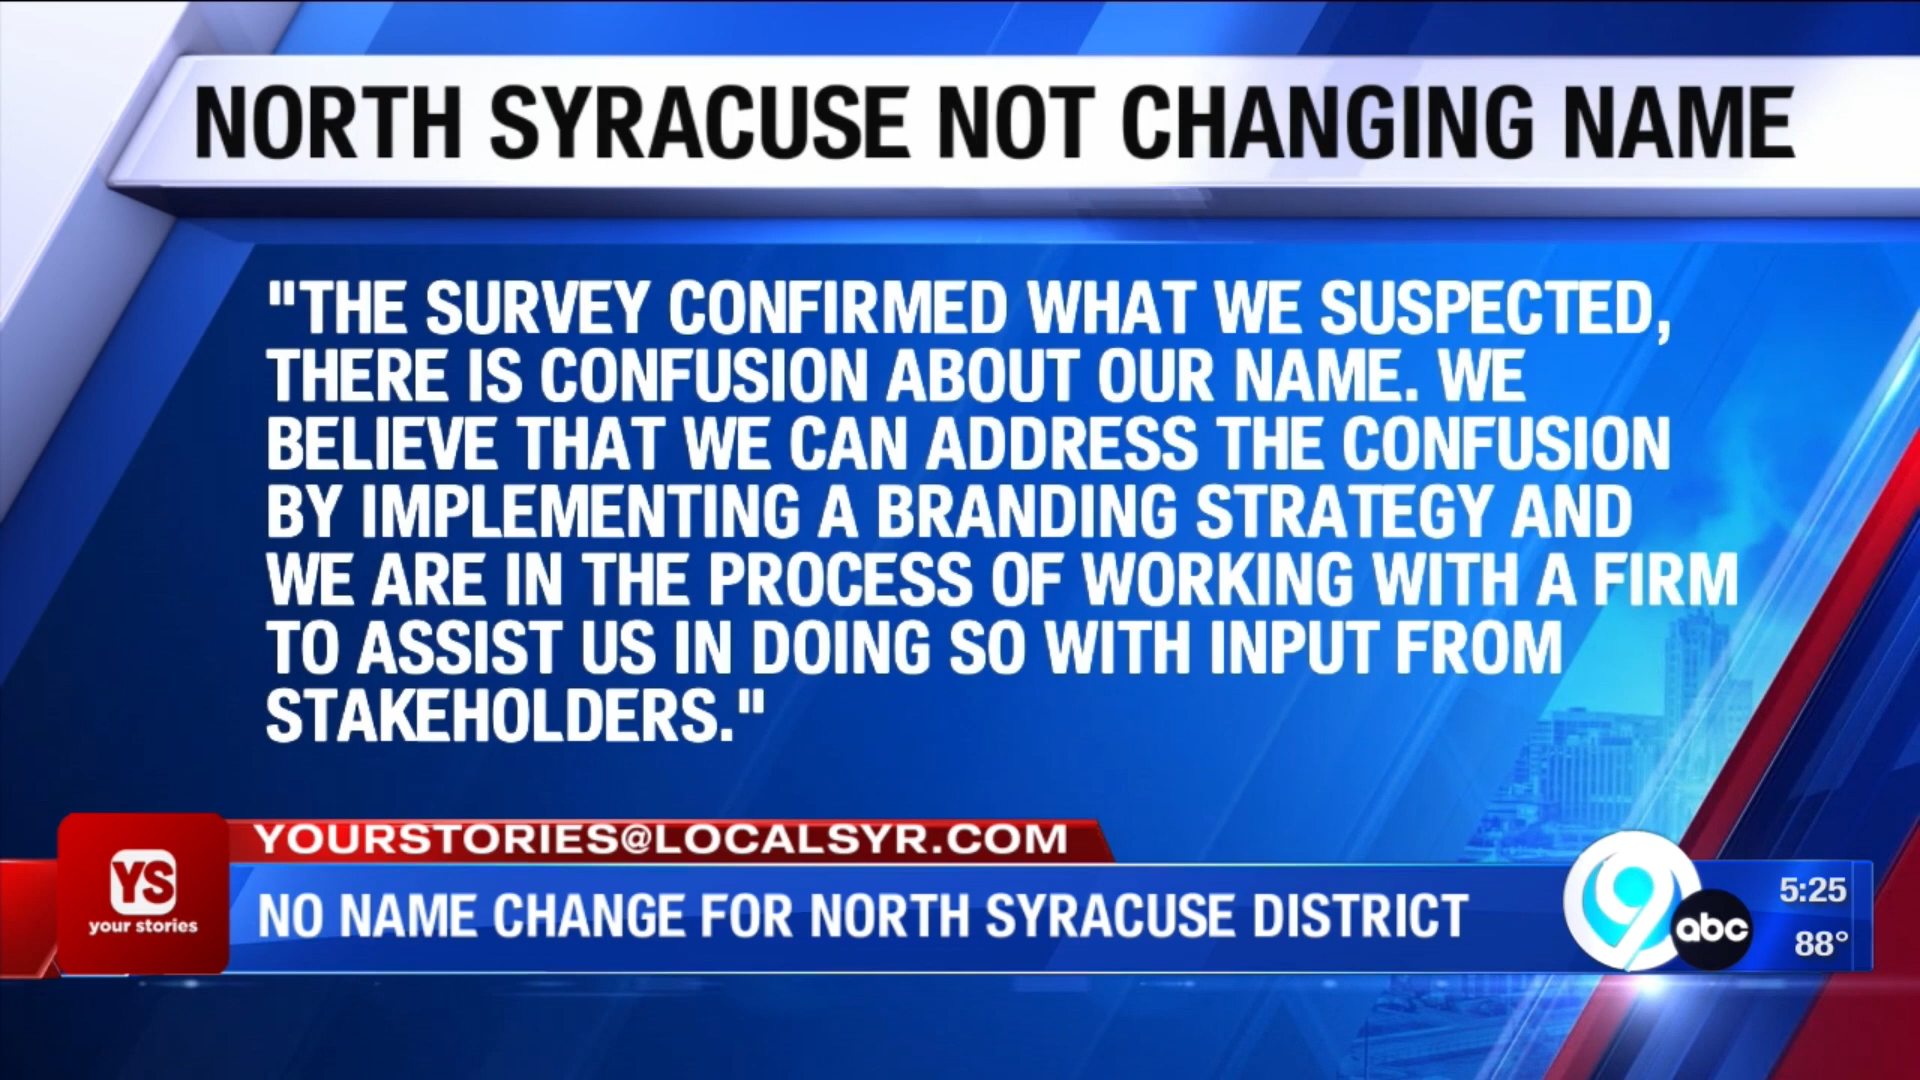 NORTH SYRACUSE NOT CHANGING NAME
"THE SURVEY CONFIRMED WHAT WE SUSPECTED,
THERE IS CONFUSION ABOUT OUR NAME. WE
BELIEVE THAT WE CAN ADDRESS THE CONFUSION
BY IMPLEMENTING A BRANDING STRATEGY AND
WE ARE IN THE PROCESS OF WORKING WITH A FIRM
TO ASSIST US IN DOING SO WITH INPUT FROM
STAKEHOLDERS."
YOURSTORIES@LOCALSYR.COM
YS
your stories
NO NAME CHANGE FOR NORTH SYRACUSE DISTRICT
9
abc
5:25
88°